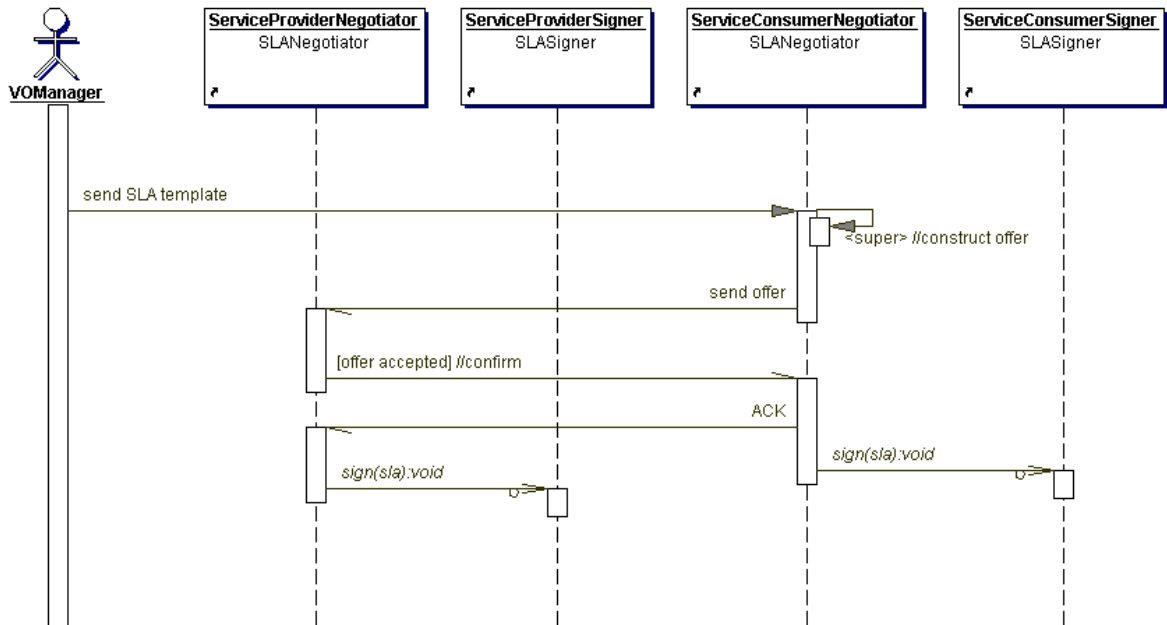 ServiceProviderNegotiator
SLANegotiator
ServiceProviderSigner
SLASigner
ServiceConsumerNegotiator
SLANegotiator
ServiceConsumerSigner
SLASigner
VOManager
send SLA template
<super> //construct offer
send offer
[offer accepted] //confirm
ACK
sign(sla):void
sign(sla):void